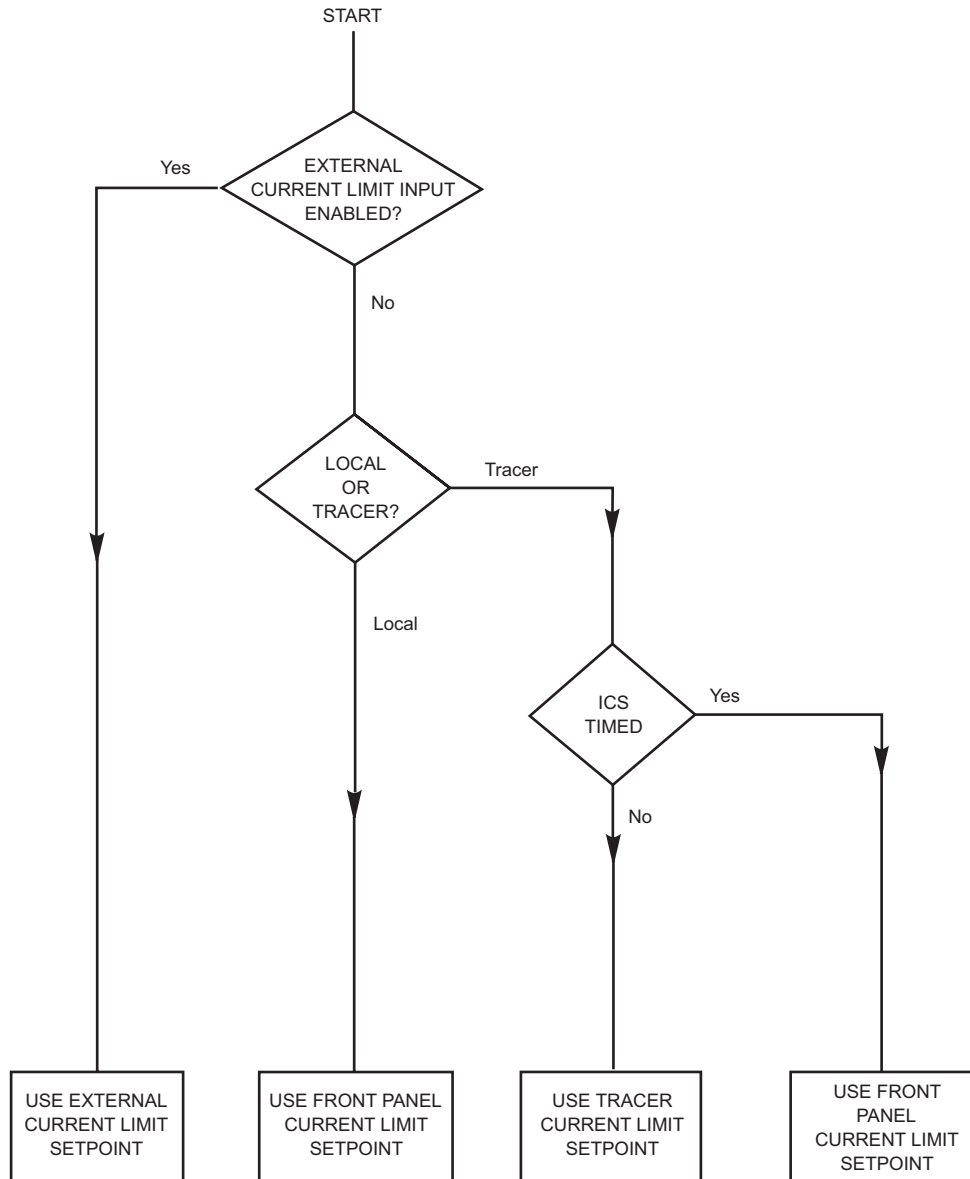 START
Yes
EXTERNAL
CURRENT LIMIT INPUT
ENABLED?
No
LOCAL
OR
TRACER?
Tracer
Local
ICS
TIMED
Yes
No
USE EXTERNAL
CURRENT LIMIT
SETPOINT
USE FRONT PANEL
CURRENT LIMIT
SETPOINT
USE TRACER
CURRENT LIMIT
SETPOINT
USE FRONT
PANEL
CURRENT LIMIT
SETPOINT